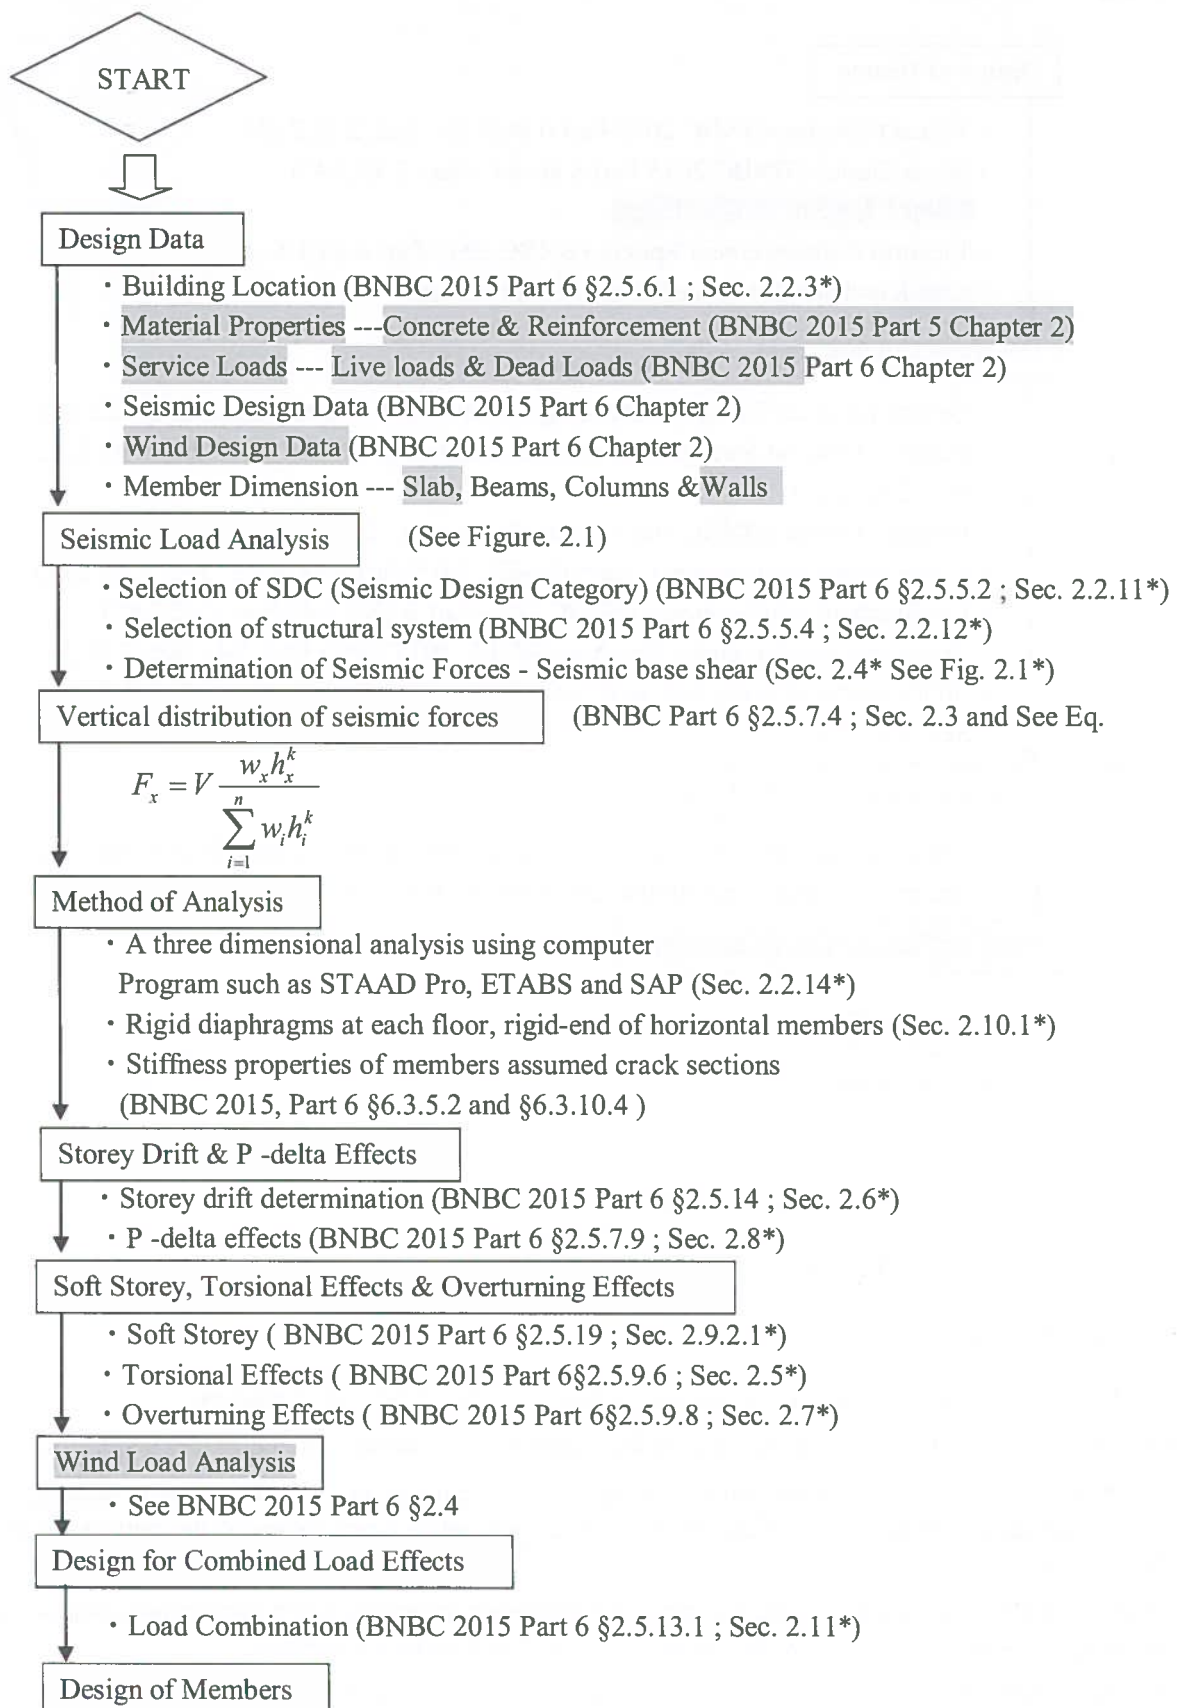 START
Design Data
・Building Location (BNBC 2015 Part 6 §2.5.6.1 ; Sec. 2.2.3*)
・Material Properties ---Concrete & Reinforcement (BNBC 2015 Part 5 Chapter 2)
・Service Loads --- Live loads & Dead Loads (BNBC 2015 Part 6 Chapter 2)
・Seismic Design Data (BNBC 2015 Part 6 Chapter 2)
・Wind Design Data (BNBC 2015 Part 6 Chapter 2)
・Member Dimension --- Slab, Beams, Columns &Walls
Seismic Load Analysis (See Figure. 2.1)
・Selection of SDC (Seismic Design Category) (BNBC 2015 Part 6 §2.5.5.2 ; Sec. 2.2.11*)
・Selection of structural system (BNBC 2015 Part 6 §2.5.5.4 ; Sec. 2.2.12*)
・Determination of Seismic Forces - Seismic base shear (Sec. 2.4* See Fig. 2.1*)
Vertical distribution of seismic forces (BNBC Part 6 §2.5.7.4 ; Sec. 2.3 and See Eq.
F_x = V \frac{w_x h_x^k}{\sum_{i=1}^{n} w_i h_i^k}
Method of Analysis
・A three dimensional analysis using computer
Program such as STAAD Pro, ETABS and SAP (Sec. 2.2.14*)
・Rigid diaphragms at each floor, rigid-end of horizontal members (Sec. 2.10.1*)
・Stiffness properties of members assumed crack sections
(BNBC 2015, Part 6 §6.3.5.2 and §6.3.10.4 )
Storey Drift & P -delta Effects
・Storey drift determination (BNBC 2015 Part 6 §2.5.14 ; Sec. 2.6*)
・P -delta effects (BNBC 2015 Part 6 §2.5.7.9 ; Sec. 2.8*)
Soft Storey, Torsional Effects & Overturning Effects
・Soft Storey ( BNBC 2015 Part 6 §2.5.19 ; Sec. 2.9.2.1*)
・Torsional Effects ( BNBC 2015 Part 6§2.5.9.6 ; Sec. 2.5*)
・Overturning Effects ( BNBC 2015 Part 6§2.5.9.8 ; Sec. 2.7*)
Wind Load Analysis
・See BNBC 2015 Part 6 §2.4
Design for Combined Load Effects
・Load Combination (BNBC 2015 Part 6 §2.5.13.1 ; Sec. 2.11*)
Design of Members